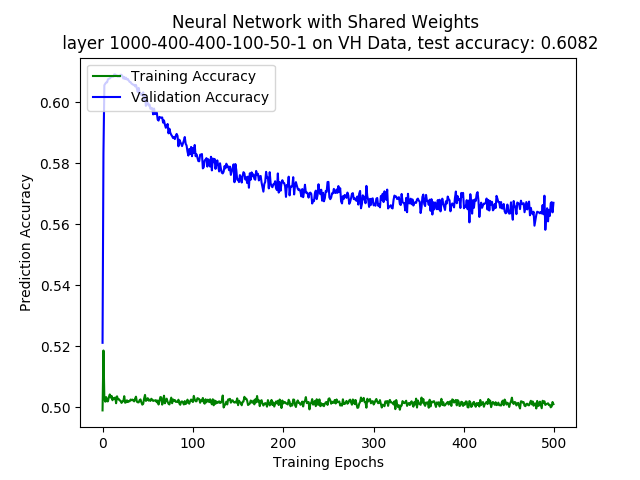 Neural Network with Shared Weights
layer 1000-400-400-100-50-1 on VH Data, test accuracy: 0.6082
Training Accuracy
Validation Accuracy
0.60
0.58
0.56
0.54
0.52
0.50
Prediction Accuracy
0 100 200 300 400 500
Training Epochs